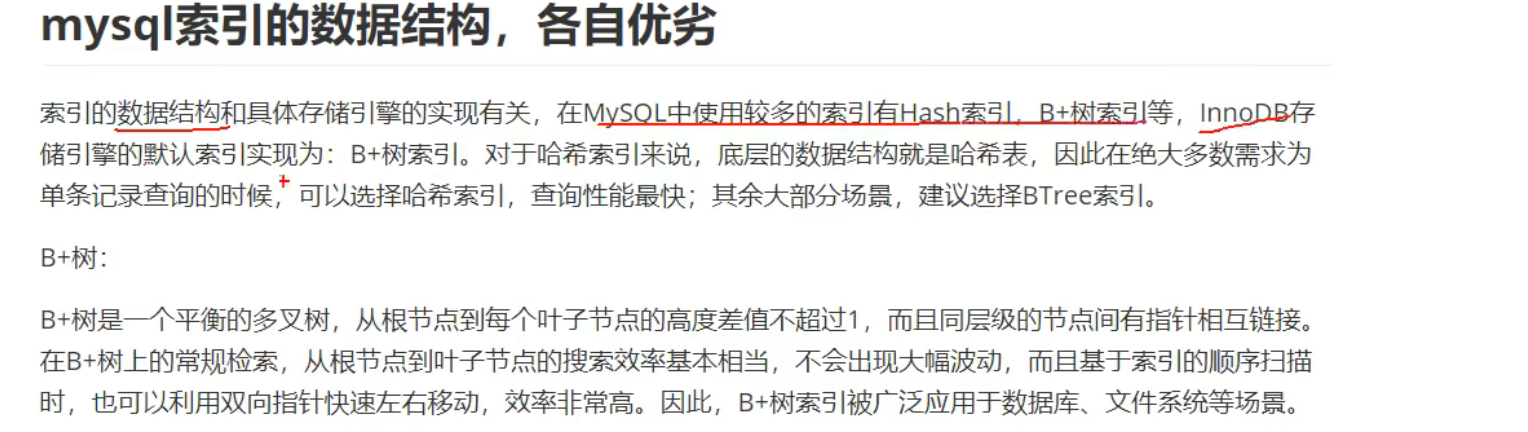 mysql索引的数据结构，各自优劣
索引的数据结构和具体存储引擎的实现有关，在MySQL中使用较多的索引有Hash索引，B+树索引等，InnoDB存
储引擎的默认索引实现为：B+树索引。对于哈希索引来说，底层的数据结构就是哈希表，因此在绝大多数需求为
单条记录查询的时候，可以选择哈希索引，查询性能最快；其余大部分场景，建议选择BTree索引。
B+树：
B+树是一个平衡的多叉树，从根节点到每个叶子节点的高度差值不超过1，而且同层级的节点间有指针相互链接。
在B+树上的常规检索，从根节点到叶子节点的搜索效率基本相当，不会出现大幅波动，而且基于索引的顺序扫描
时，也可以利用双向指针快速左右移动，效率非常高。因此，B+树索引被广泛应用于数据库、文件系统等场景。